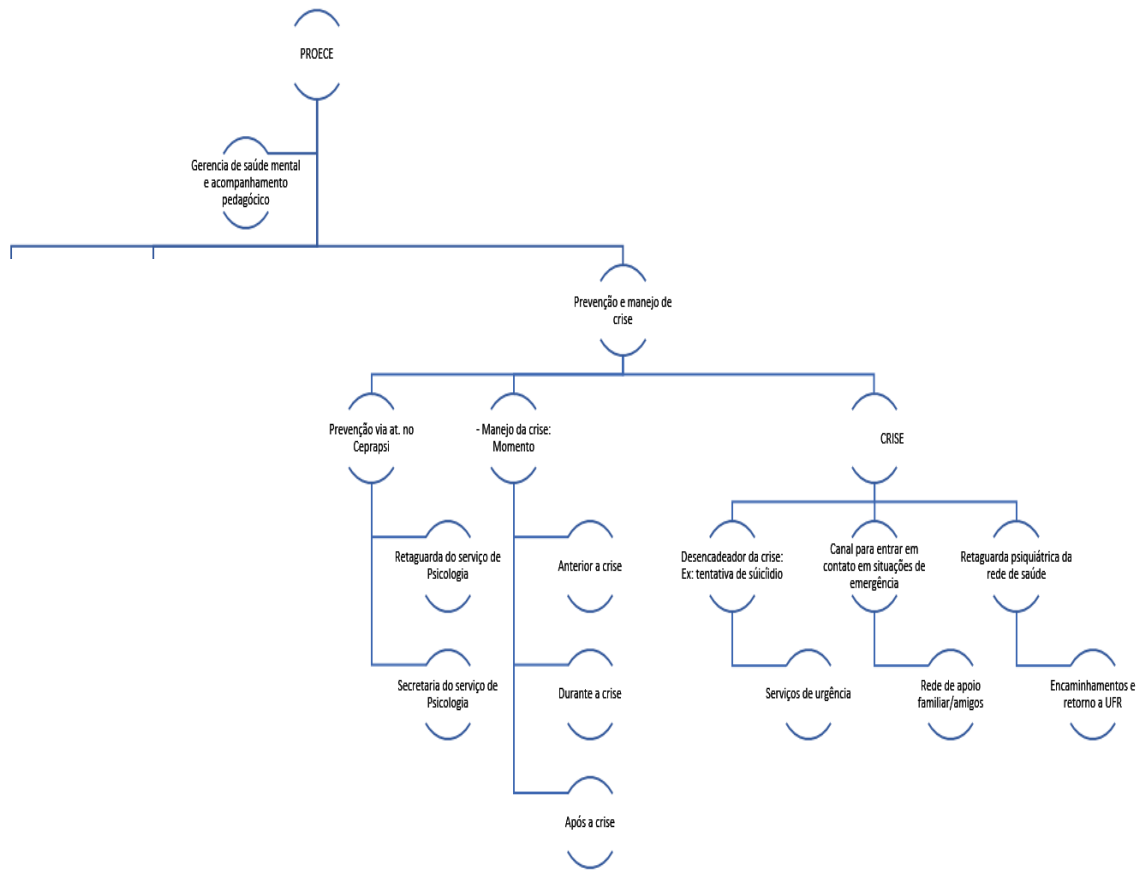 PROECE
Gerencia de saúde mental
e acompanhamento
pedagócico
Prevenção e manejo de
crise
Prevenção via at. no
Ceprapsi
- Manejo da crise:
Momento
CRISE
Retaguarda do serviço de
Psicologia
Anterior a crise
Desencadeador da crise:
Ex: tentativa de súicíidio
Canal para entrar em
contato em situações de
emergência
Retaguarda psiquiátrica da
rede de saúde
Secretaria do serviço de
Psicologia
Durante a crise
Serviços de urgência
Rede de apoio
familiar/amigos
Encaminhamentos e
retorno a UFR
Após a crise